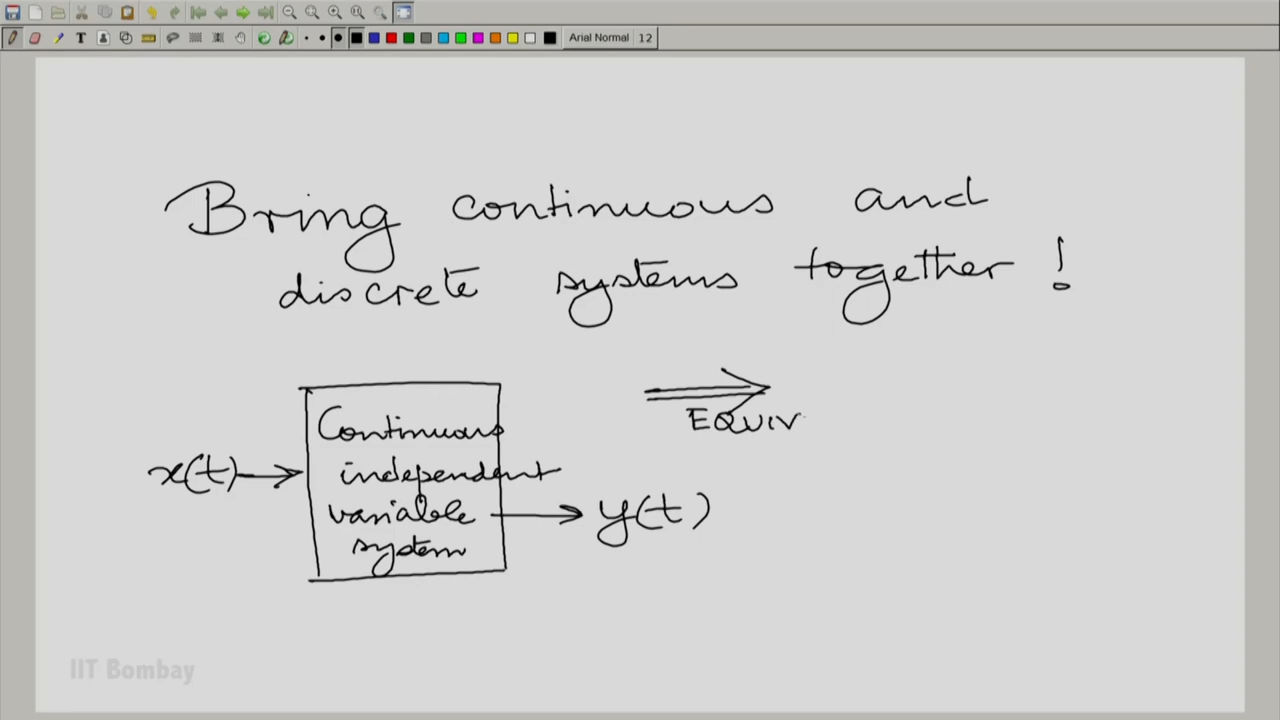 Arial Normal 12
Bring continuous and
discrete systems together !
EQUIV
Continuous
x(t) independent
variable y(t)
system
IIT Bombay